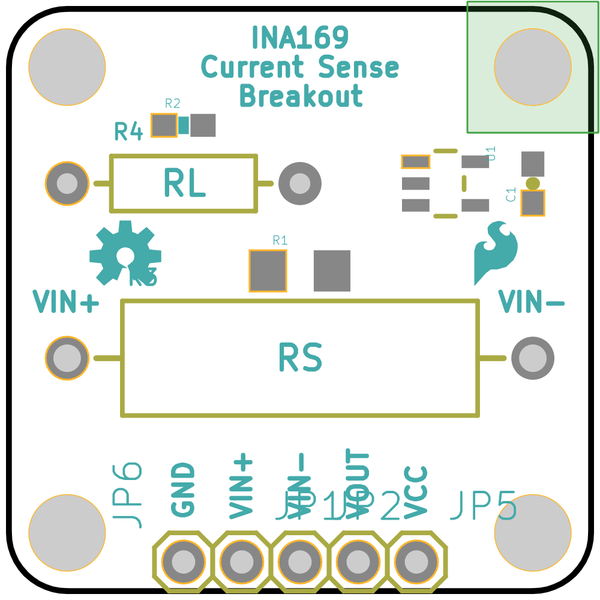 INA169
Current Sense
Breakout
R2
R4
U1
RL
C1
R1
R3
VIN+
VIN-
RS
JP6
GND
VIN+
VIN-
VOUT
VCC
JP1
JP2
JP5